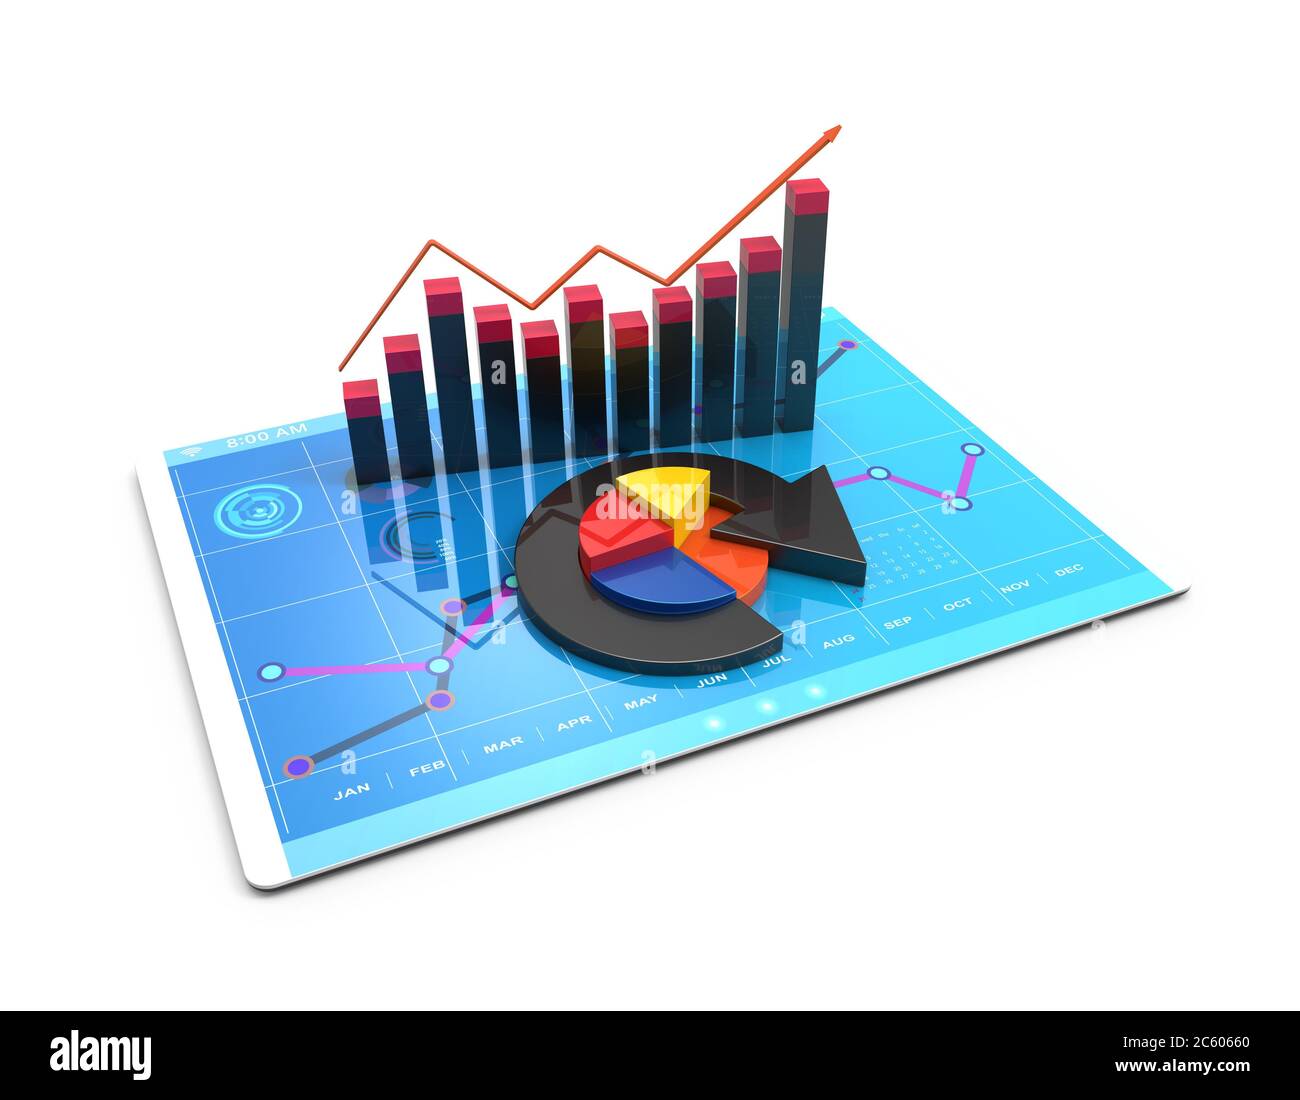 8:00 AM
JAN | FEB | MAR | APR | MAY | JUN | JUL | AUG | SEP | OCT | NOV | DEC
alamy
a
a
a
a
alamy
Image ID: 2C60660
www.alamy.com